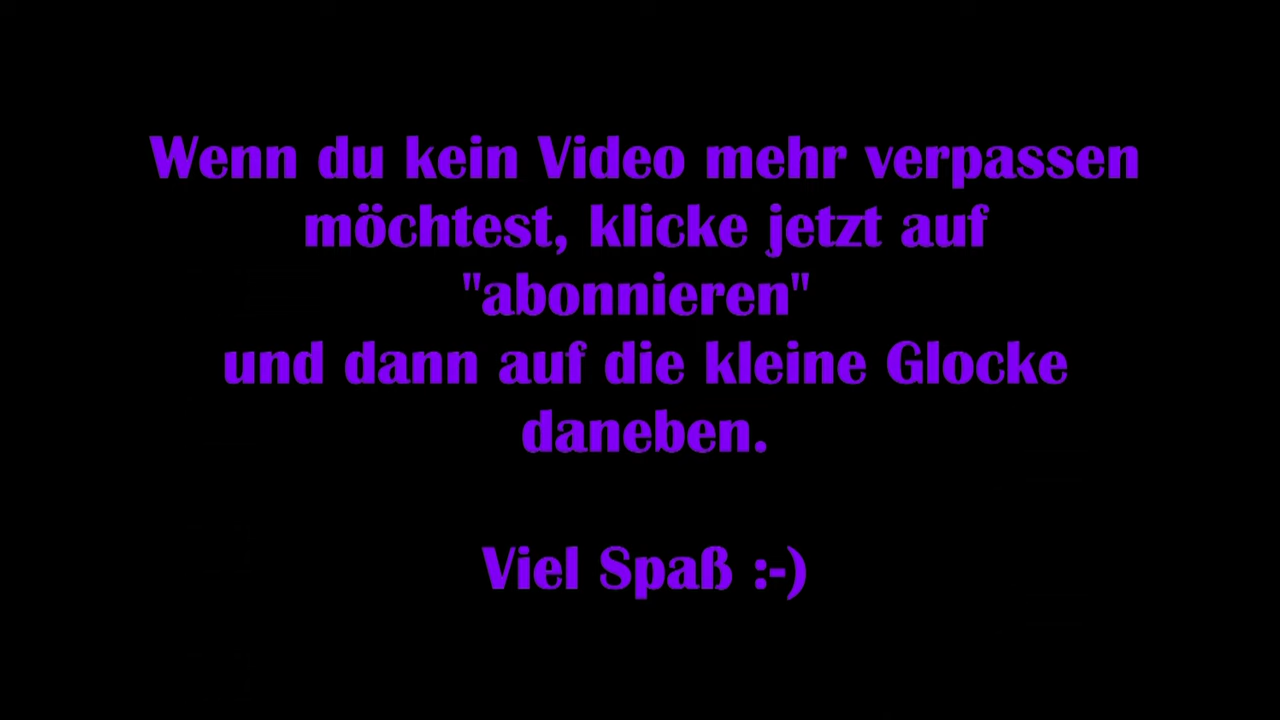 Wenn du kein Video mehr verpassen
möchtest, klicke jetzt auf
"abonnieren"
und dann auf die kleine Glocke
daneben.
Viel Spaß :-)